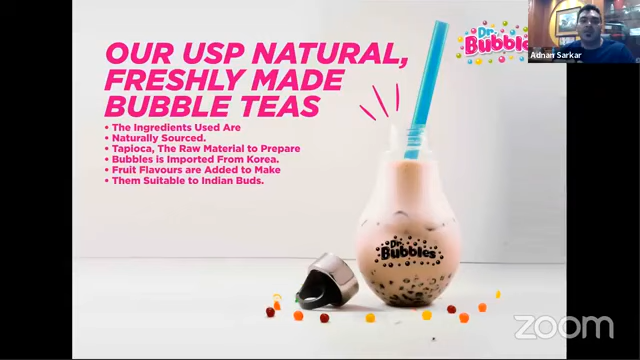 OUR USP NATURAL,
FRESHLY MADE
BUBBLE TEAS
• The Ingredients Used Are
• Naturally Sourced.
• Tapioca, The Raw Material to Prepare
• Bubbles is Imported From Korea.
• Fruit Flavours are Added to Make
• Them Suitable to Indian Buds.
Dr.
Bubbles
Adnan Sarkar
Dr.
Bubbles
zoom